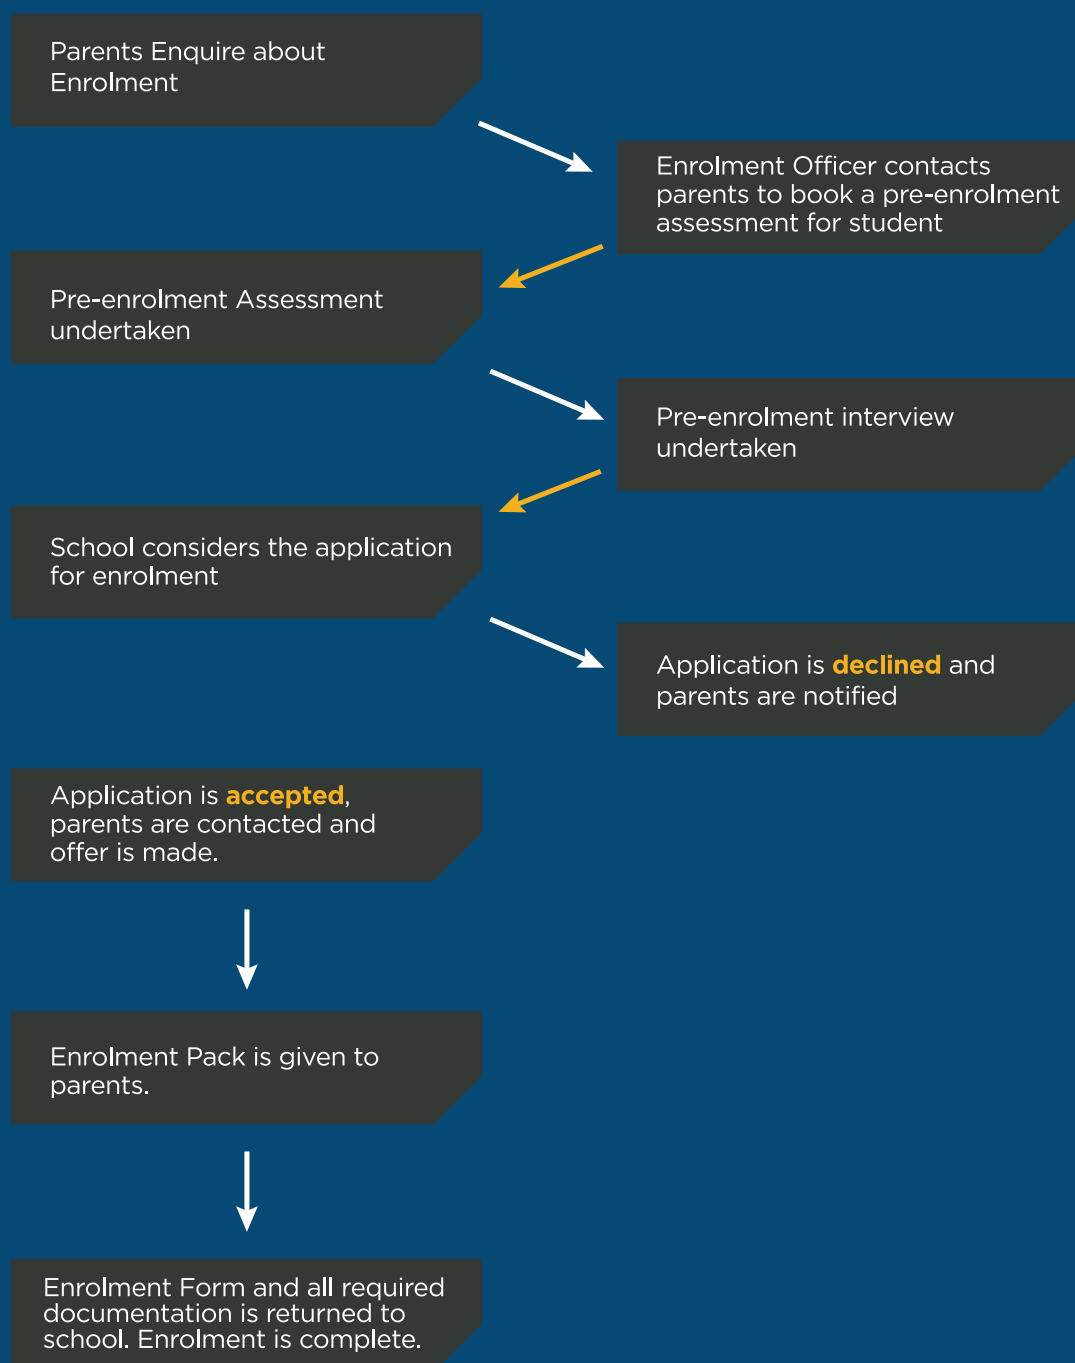 Parents Enquire about
Enrolment
Enrolment Officer contacts
parents to book a pre-enrolment
assessment for student
Pre-enrolment Assessment
undertaken
Pre-enrolment interview
undertaken
School considers the application
for enrolment
Application is declined and
parents are notified
Application is accepted,
parents are contacted and
offer is made.
Enrolment Pack is given to
parents.
Enrolment Form and all required
documentation is returned to
school. Enrolment is complete.